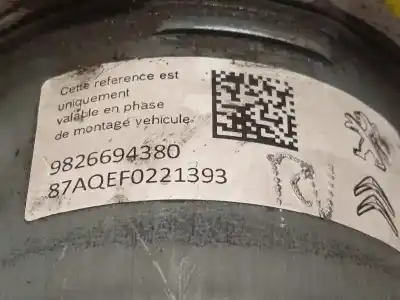 Cette reference est
uniquement
valable en phase
de montage vehicule.
9826694380
87AQEF0221393